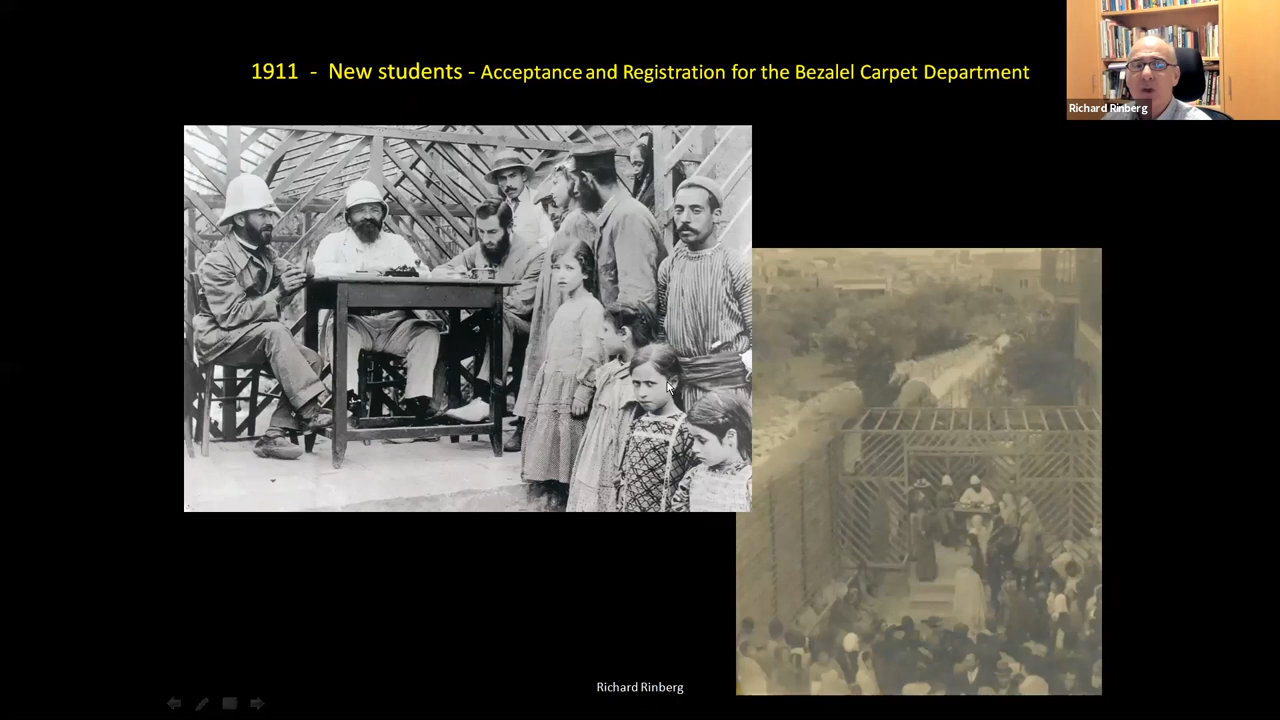 1911 - New students - Acceptance and Registration for the Bezalel Carpet Department
Richard Rinberg
Richard Rinberg